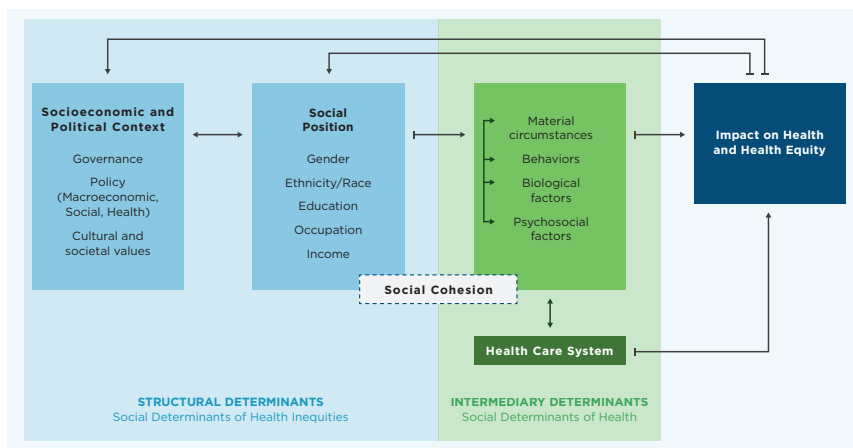 Socioeconomic and
Political Context
Governance
Policy
(Macroeconomic,
Social, Health)
Cultural and
societal values
Social
Position
Gender
Ethnicity/Race
Education
Occupation
Income
Material
circumstances
Behaviors
Biological
factors
Psychosocial
factors
Impact on Health
and Health Equity
Social Cohesion
Health Care System
STRUCTURAL DETERMINANTS
Social Determinants of Health Inequities
INTERMEDIARY DETERMINANTS
Social Determinants of Health